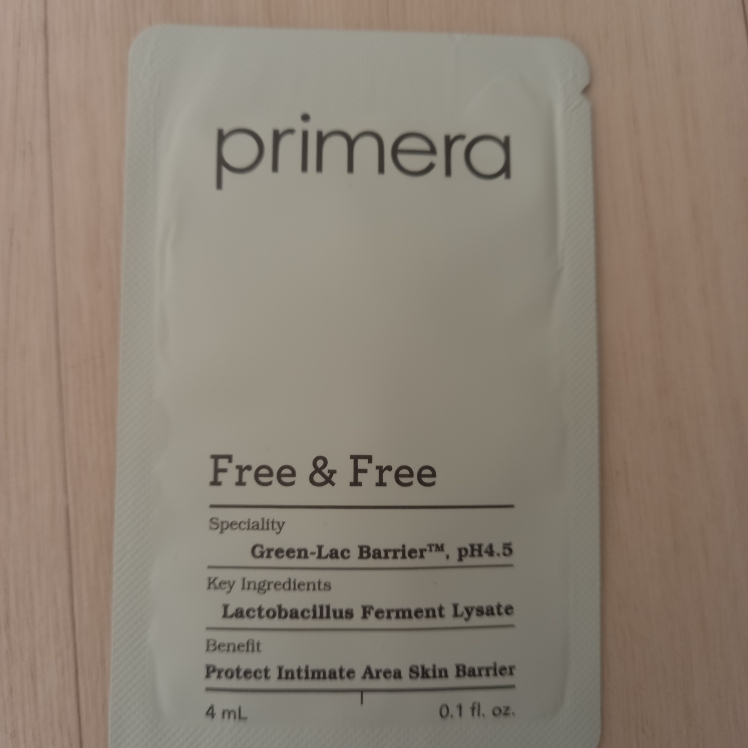 primera
Free & Free
Speciality
Green-Lac Barrier™, pH4.5
Key Ingredients
Lactobacillus Ferment Lysate
Benefit
Protect Intimate Area Skin Barrier
4 mL 0.1 fl. oz.